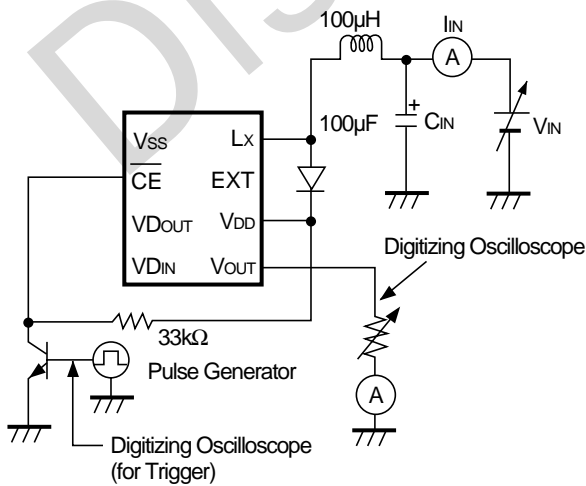 Dis
100µH
IIN
A
100µF
+
CIN
VIN
VSS
LX
CE
EXT
VDOUT
VDD
VDIN
VOUT
Digitizing Oscilloscope
33kΩ
Pulse Generator
A
Digitizing Oscilloscope
(for Trigger)